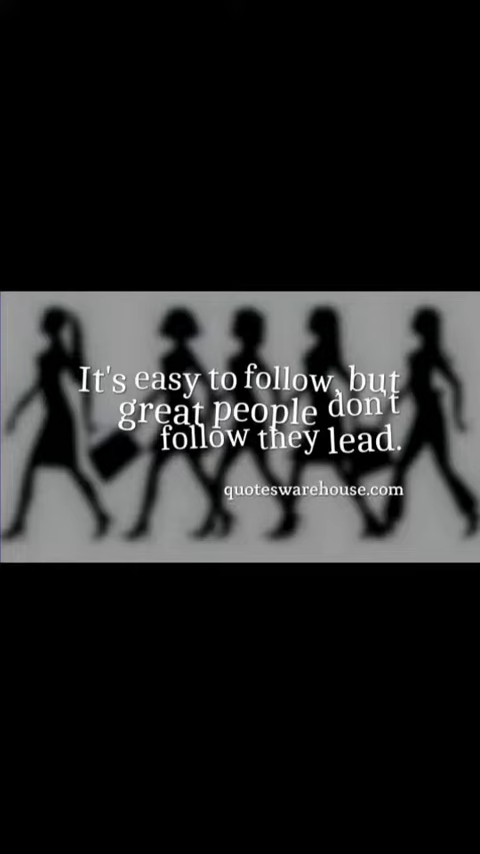 It's easy to follow, but
great people don't
follow they lead.
quoteswarehouse.com